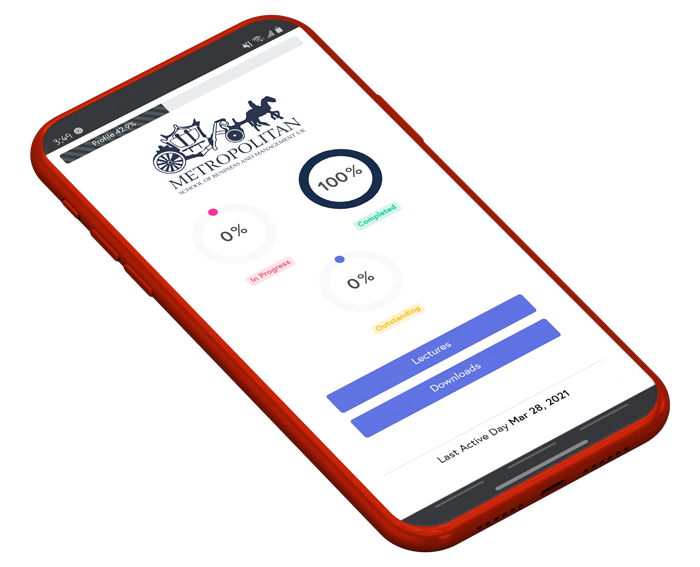 3:49
Profile 42.9%
METROPOLITAN
SCHOOL OF BUSINESS AND MANAGEMENT UK
100%
Completed
0%
In Progress
0%
Outstanding
Lectures
Downloads
Last Active Day Mar 28, 2021